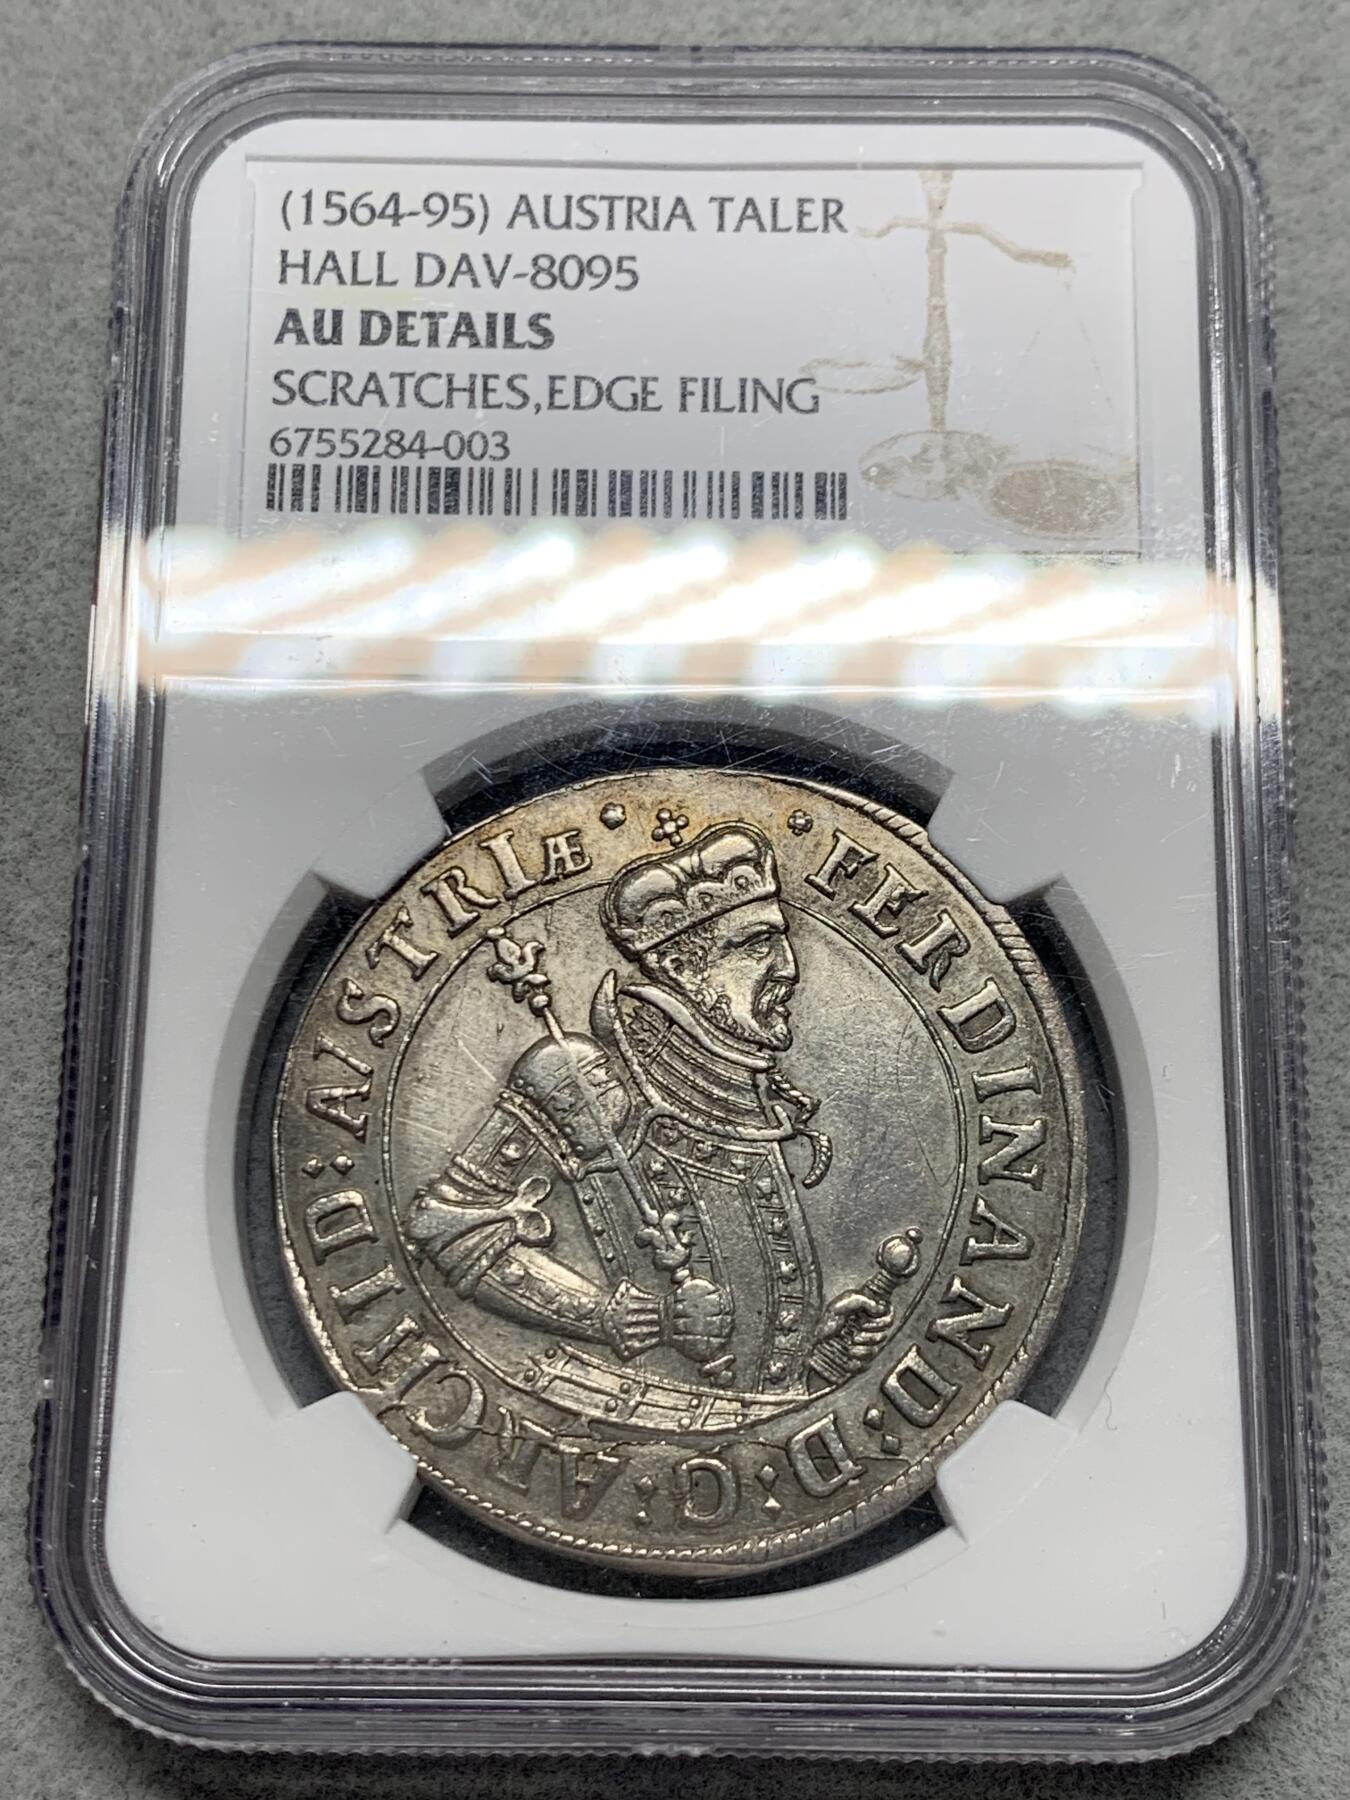 (1564-95) AUSTRIA TALER
HALL DAV-8095
AU DETAILS
SCRATCHES,EDGE FILING
6755284-003
FERDINAND : D : G : ARCHID : AVSTRIÆ